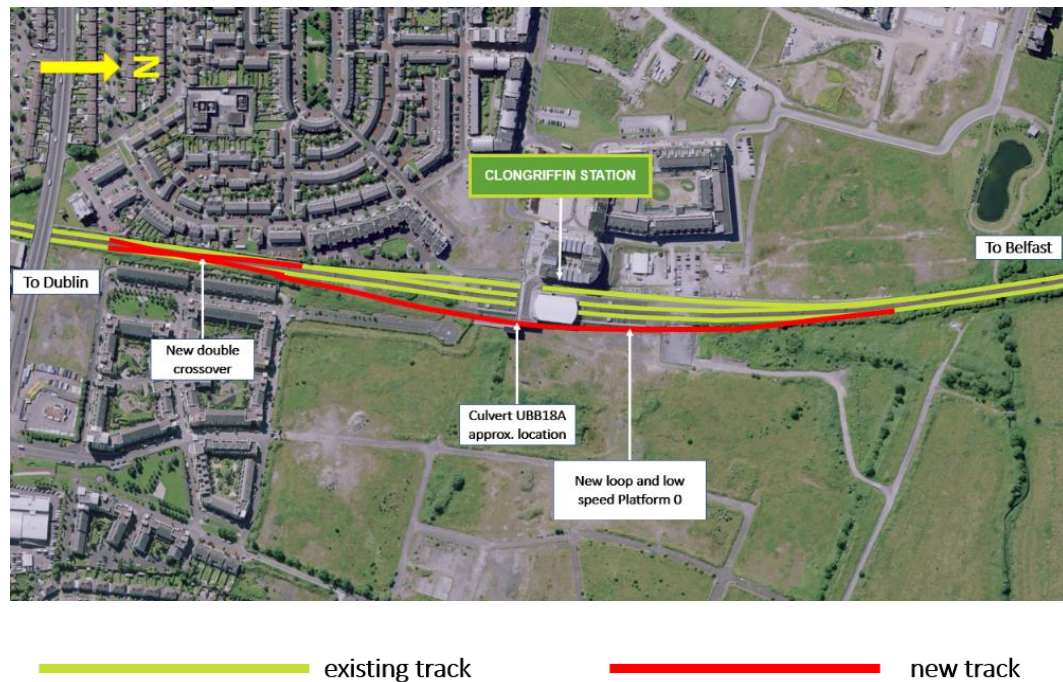 N
CLONGRIFFIN STATION
To Belfast
To Dublin
New double
crossover
Culvert UBB18A
approx. location
New loop and low
speed Platform 0
existing track
new track